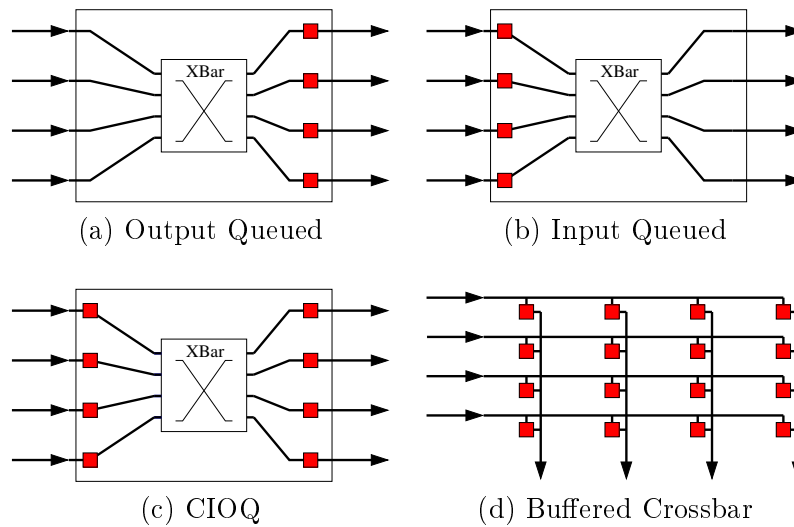 XBar
(a) Output Queued
XBar
(b) Input Queued
XBar
(c) CIOQ
(d) Buffered Crossbar